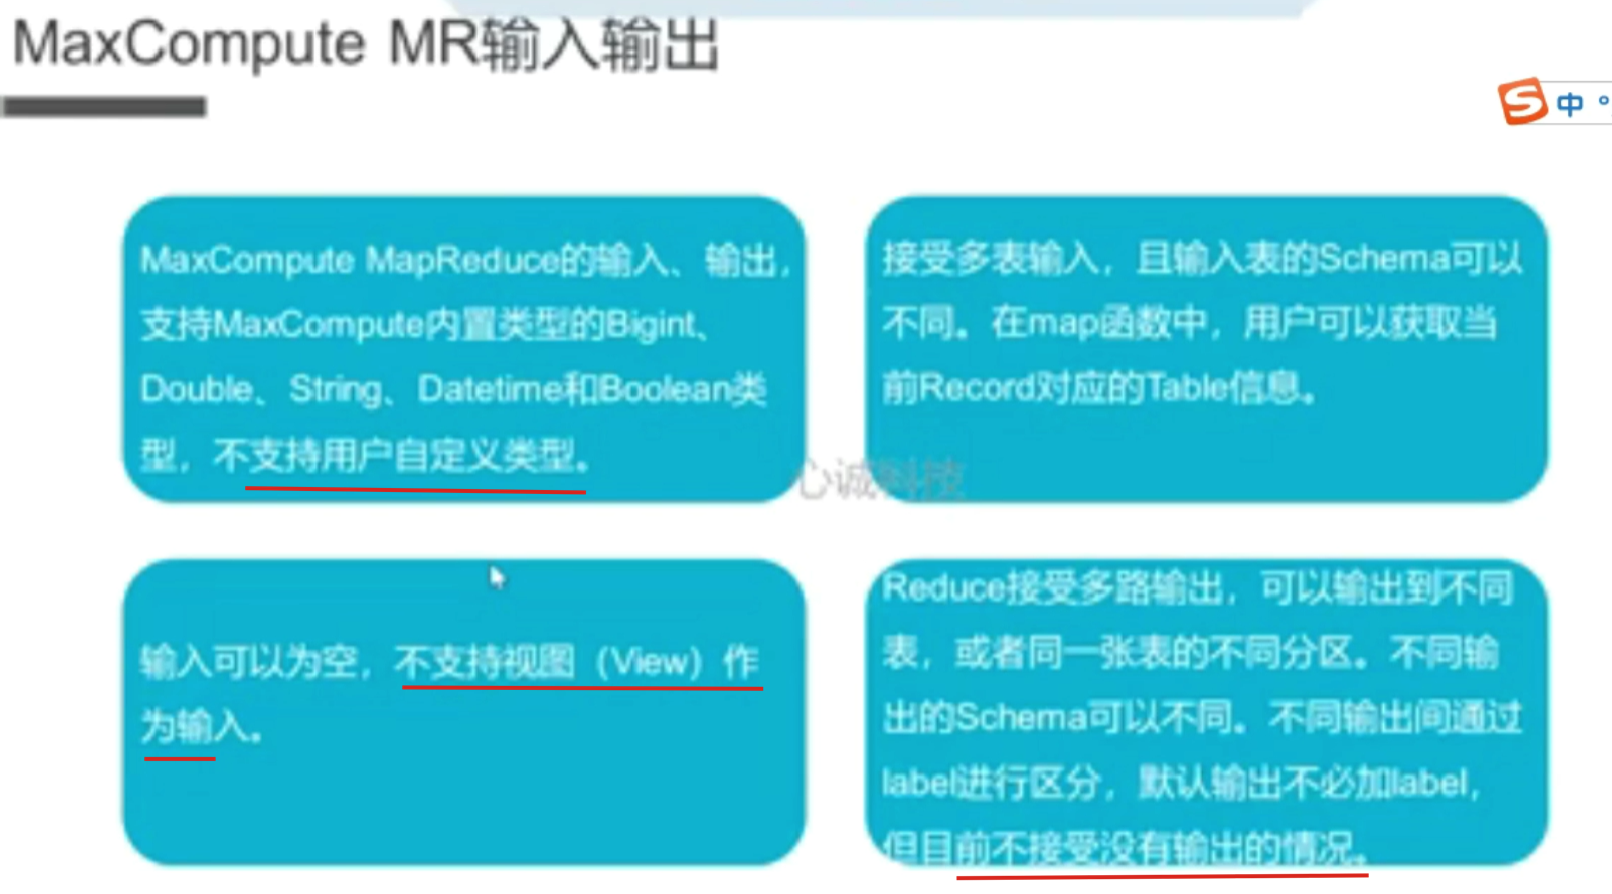 MaxCompute MR输入输出
中
MaxCompute MapReduce的输入、输出，
支持MaxCompute内置类型的Bigint、
Double、String、Datetime和Boolean类
型，不支持用户自定义类型。
接受多表输入，且输入表的Schema可以
不同。在map函数中，用户可以获取当
前Record对应的Table信息。
心诚科技
输入可以为空，不支持视图（View）作
为输入。
Reduce接受多路输出，可以输出到不同
表，或者同一张表的不同分区。不同输
出的Schema可以不同。不同输出间通过
label进行区分，默认输出不必加label，
但目前不接受没有输出的情况。